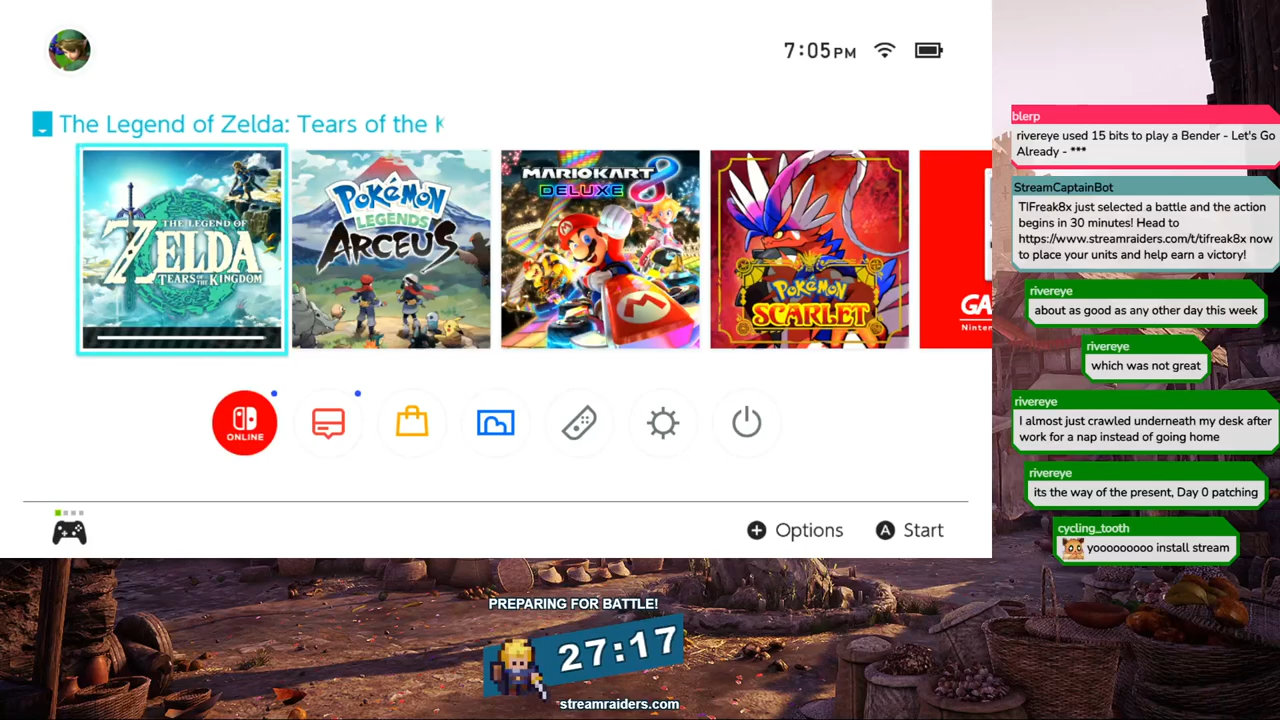 7:05 PM
The Legend of Zelda: Tears of the
THE LEGEND OF
ZELDA
TEARS OF THE KINGDOM
POKÉMON
LEGENDS
ARCEUS
MARIOKART 8
DELUXE
POKÉMON
SCARLET
GA
Ninten
ONLINE
+ Options
A Start
blerp
rivereye used 15 bits to play a Bender - Let's Go
Already - ***
StreamCaptainBot
TIFreak8x just selected a battle and the action
begins in 30 minutes! Head to
https://www.streamraiders.com/t/tifreak8x now
to place your units and help earn a victory!
rivereye
about as good as any other day this week
rivereye
which was not great
rivereye
I almost just crawled underneath my desk after
work for a nap instead of going home
rivereye
its the way of the present, Day 0 patching
cycling_tooth
yooooooooo install stream
PREPARING FOR BATTLE!
27:17
streamraiders.com